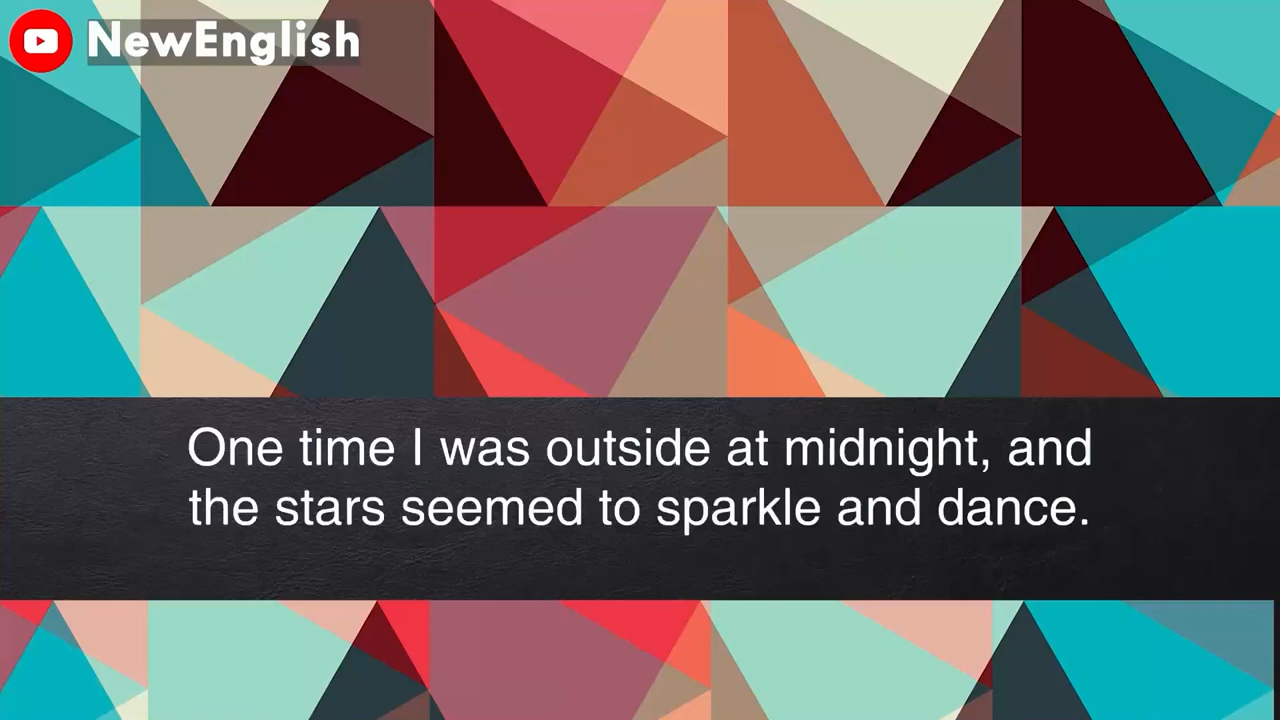 NewEnglish
One time I was outside at midnight, and
the stars seemed to sparkle and dance.